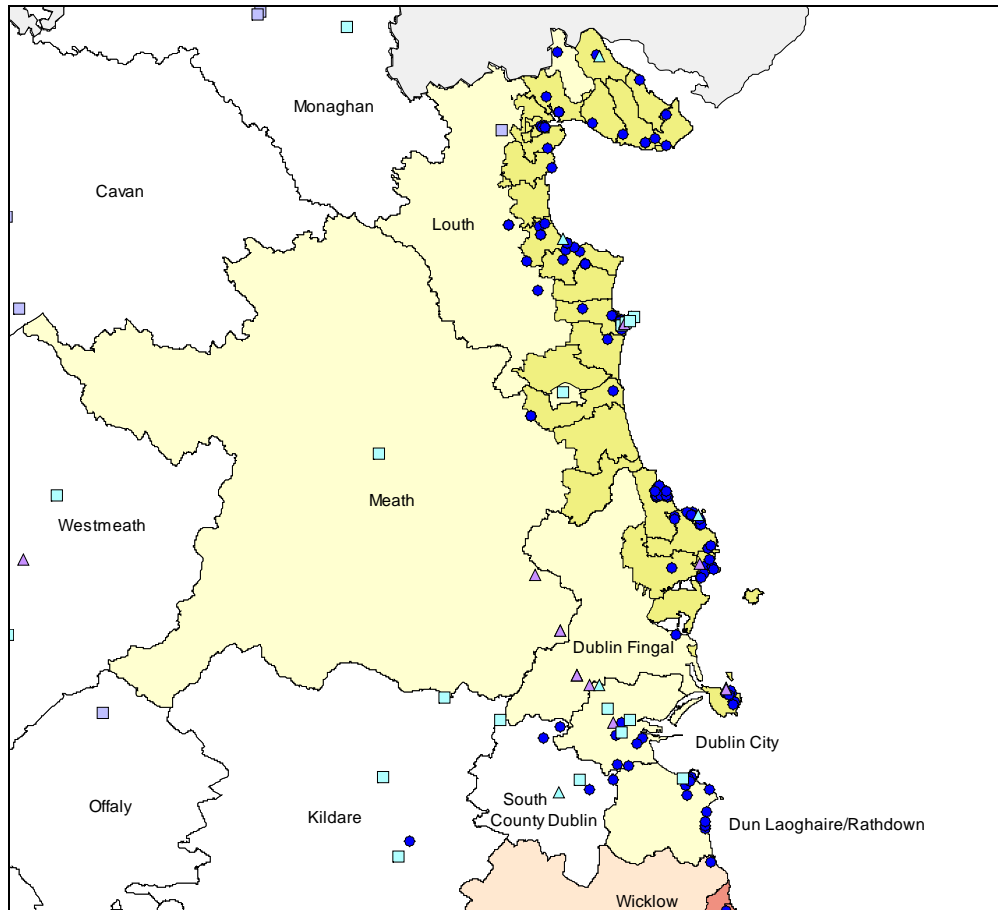 Monaghan
Cavan
Louth
Meath
Westmeath
Dublin Fingal
Dublin City
Offaly
Kildare
South
County Dublin
Dun Laoghaire/Rathdown
Wicklow